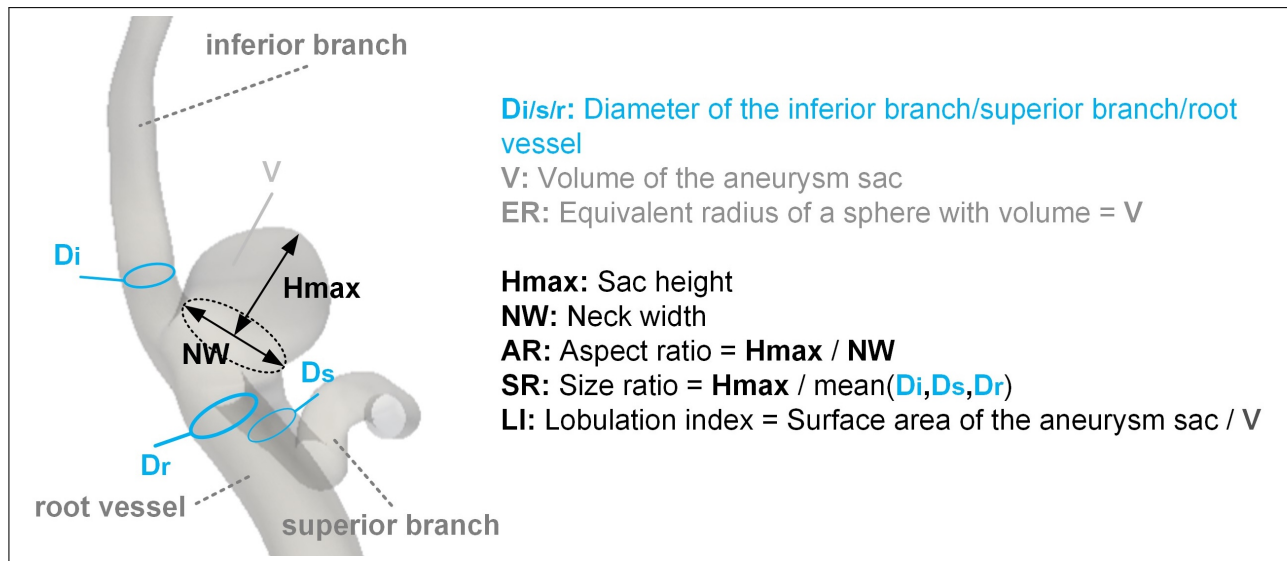 inferior branch
V
Di
Hmax
NW
Ds
Dr
root vessel
superior branch
Di/s/r: Diameter of the inferior branch/superior branch/root
vessel
V: Volume of the aneurysm sac
ER: Equivalent radius of a sphere with volume = V
Hmax: Sac height
NW: Neck width
AR: Aspect ratio = Hmax / NW
SR: Size ratio = Hmax / mean(Di,Ds,Dr)
LI: Lobulation index = Surface area of the aneurysm sac / V